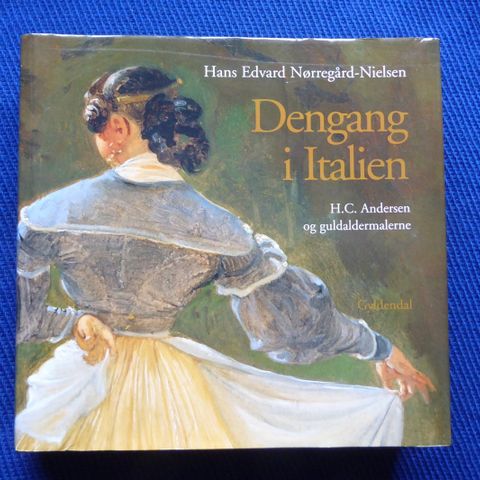 Hans Edvard Nørregård-Nielsen
Dengang
i Italien
H.C. Andersen
og guldaldermalerne
Gyldendal